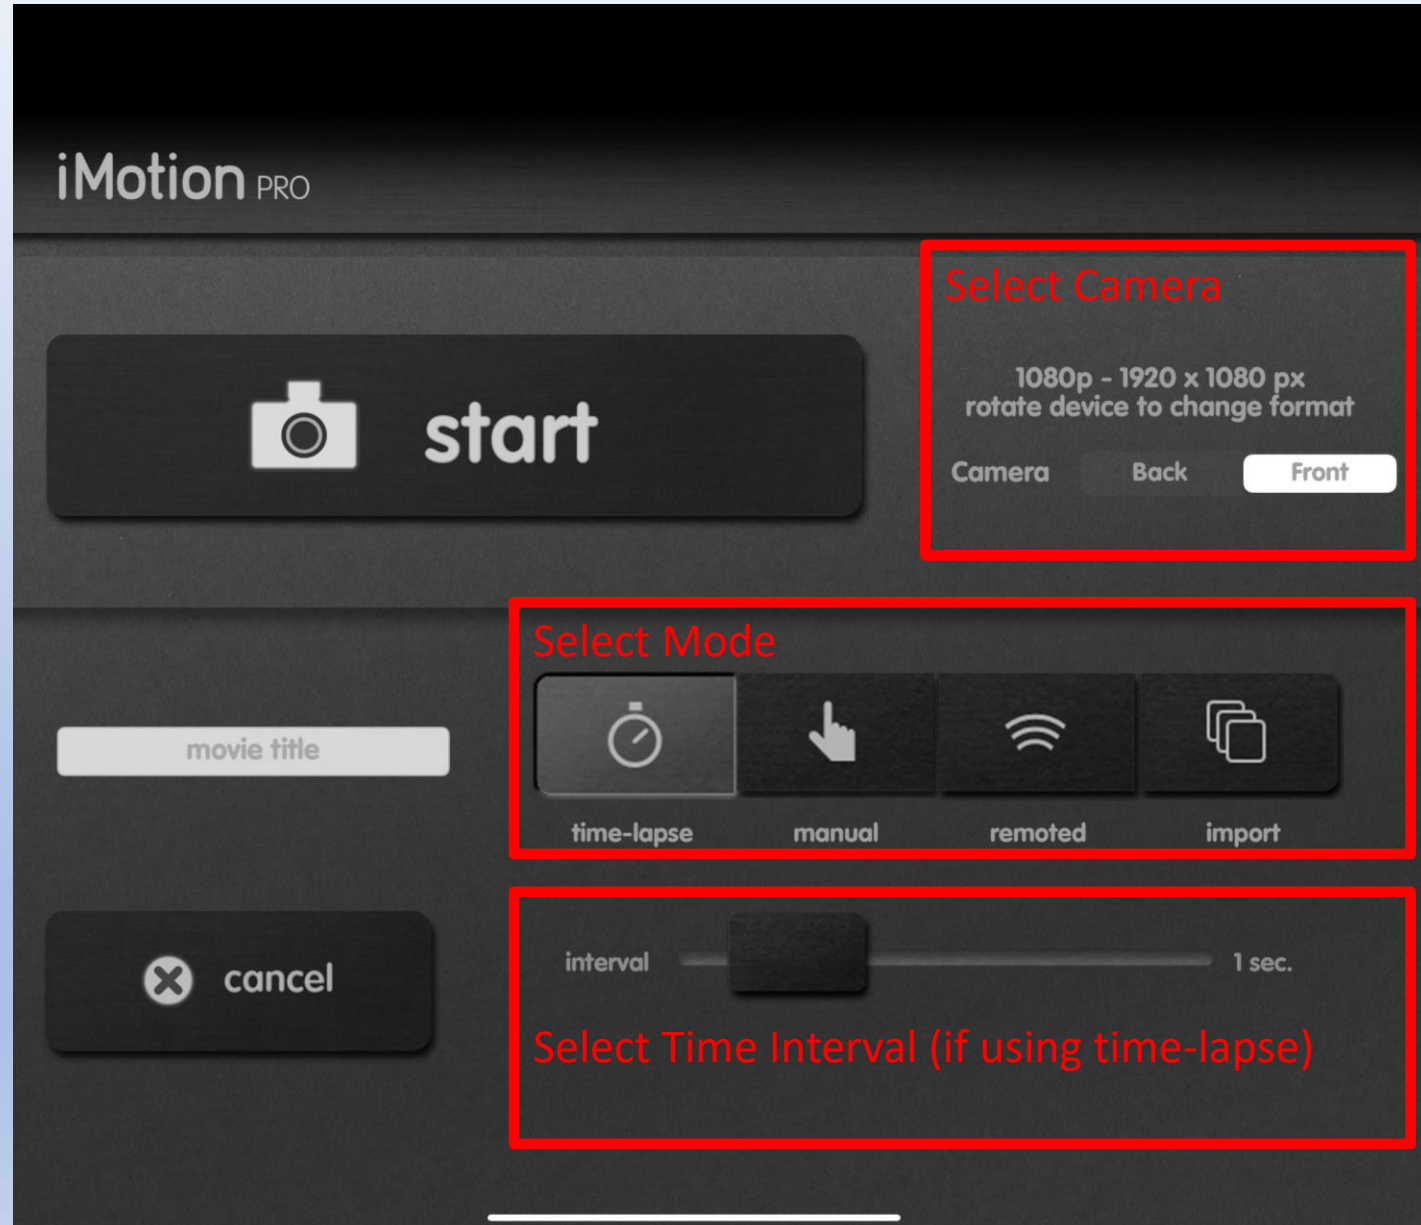 iMotion PRO
Select Camera
start
1080p - 1920 x 1080 px
rotate device to change format
Camera Back Front
Select Mode
movie title
time-lapse manual remoted import
cancel
interval 1 sec.
Select Time Interval (if using time-lapse)